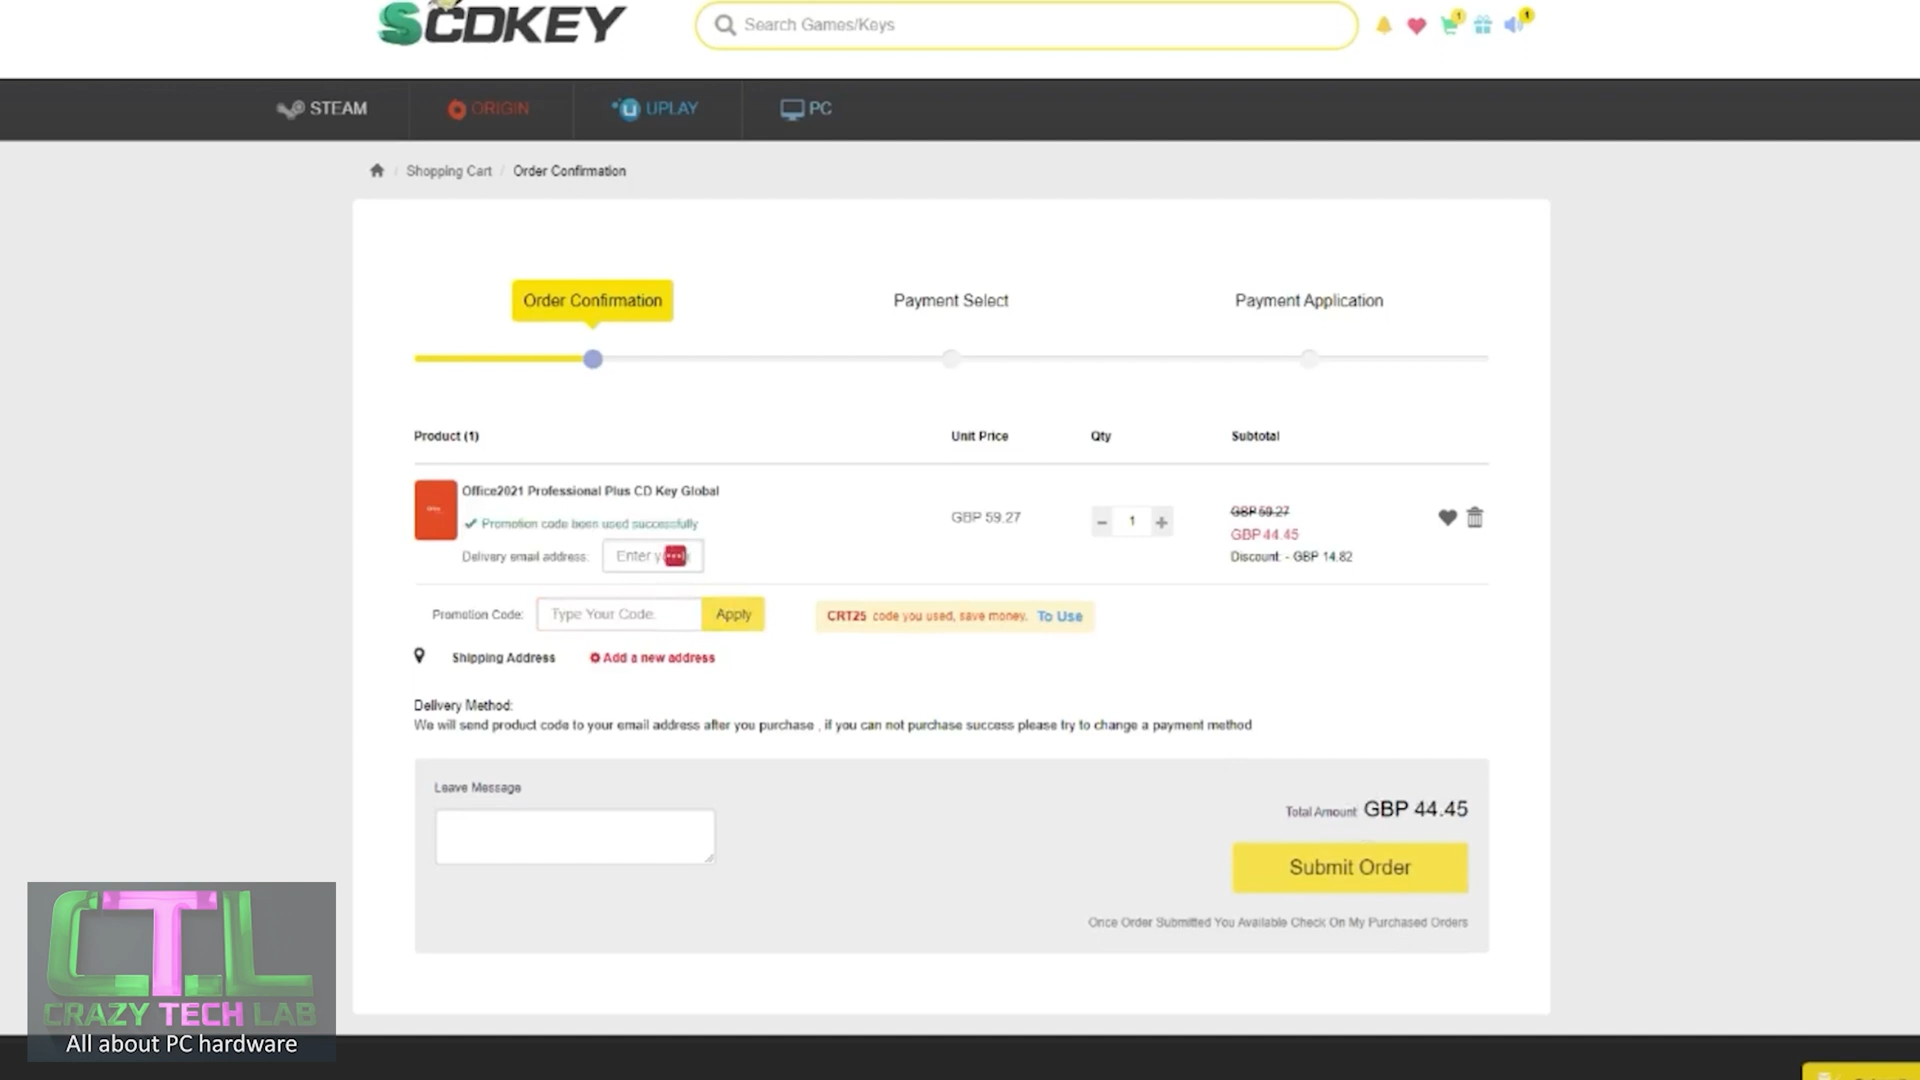 SCDKEY
Search Games/Keys
1
1
STEAM
ORIGIN
UPLAY
PC
/ Shopping Cart / Order Confirmation
Order Confirmation
Payment Select
Payment Application
Product (1)
Unit Price
Qty
Subtotal
Office2021 Professional Plus CD Key Global
Promotion code been used successfully
Delivery email address:
Enter y
GBP 59.27
1
GBP 59.27
GBP 44.45
Discount: - GBP 14.82
Promotion Code:
Type Your Code.
Apply
CRT25 code you used, save money. To Use
Shipping Address
Add a new address
Delivery Method:
We will send product code to your email address after you purchase , if you can not purchase success please try to change a payment method
Leave Message
Total Amount GBP 44.45
Submit Order
Once Order Submitted You Available Check On My Purchased Orders
CTL
CRAZY TECH LAB
All about PC hardware